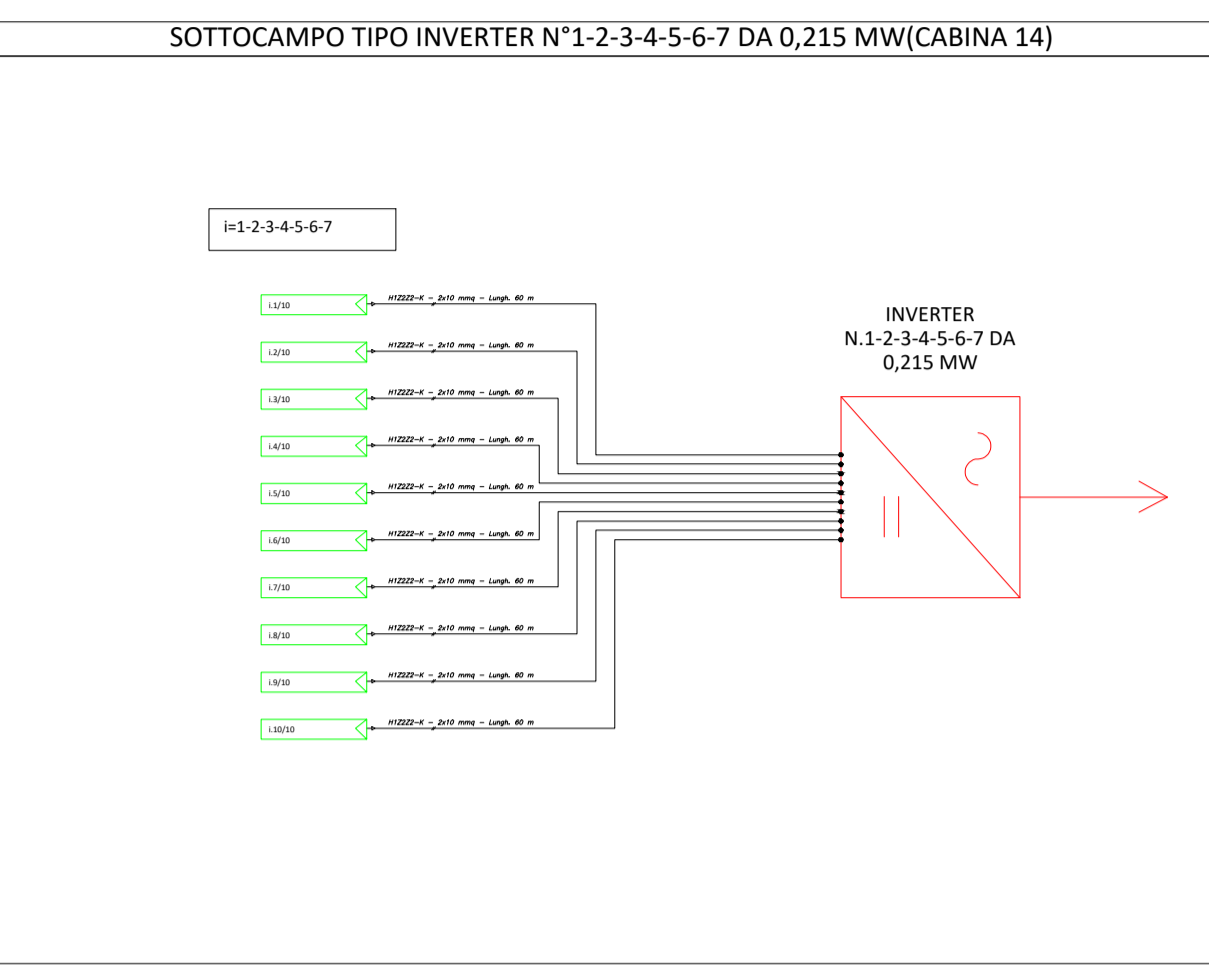 SOTTOCAMPO TIPO INVERTER N°1-2-3-4-5-6-7 DA 0,215 MW(CABINA 14)
i=1-2-3-4-5-6-7
INVERTER
N.1-2-3-4-5-6-7 DA
0,215 MW
i.1/10 H1Z2Z2-K - 2x10 mmq - Lungh. 60 m
i.2/10 H1Z2Z2-K - 2x10 mmq - Lungh. 60 m
i.3/10 H1Z2Z2-K - 2x10 mmq - Lungh. 60 m
i.4/10 H1Z2Z2-K - 2x10 mmq - Lungh. 60 m
i.5/10 H1Z2Z2-K - 2x10 mmq - Lungh. 60 m
i.6/10 H1Z2Z2-K - 2x10 mmq - Lungh. 60 m
i.7/10 H1Z2Z2-K - 2x10 mmq - Lungh. 60 m
i.8/10 H1Z2Z2-K - 2x10 mmq - Lungh. 60 m
i.9/10 H1Z2Z2-K - 2x10 mmq - Lungh. 60 m
i.10/10 H1Z2Z2-K - 2x10 mmq - Lungh. 60 m